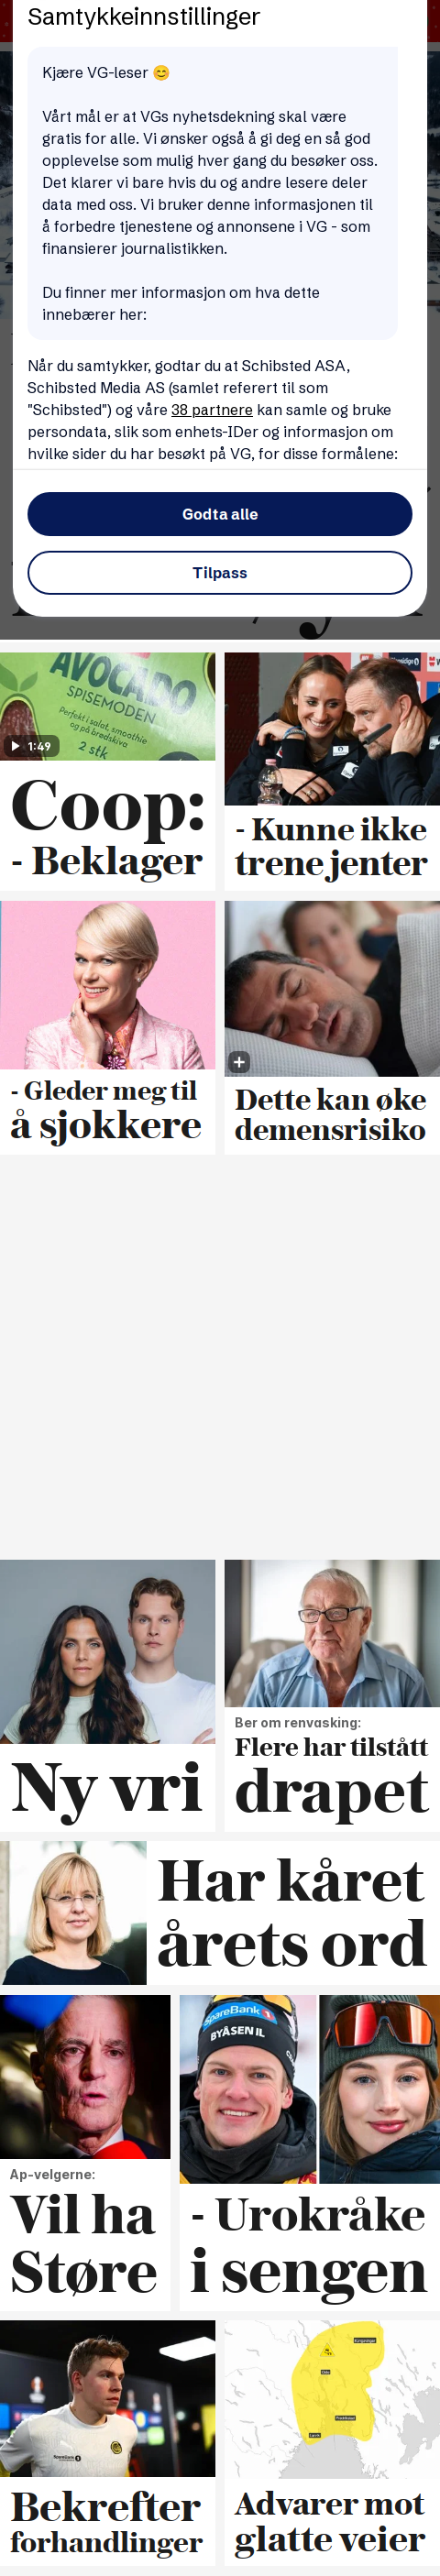 Samtykkeinnstillinger
Kjære VG-leser 😊
Vårt mål er at VGs nyhetsdekning skal være
gratis for alle. Vi ønsker også å gi deg en så god
opplevelse som mulig hver gang du besøker oss.
Det klarer vi bare hvis du og andre lesere deler
data med oss. Vi bruker denne informasjonen til
å forbedre tjenestene og annonsene i VG - som
finansierer journalistikken.
Du finner mer informasjon om hva dette
innebærer her:
Når du samtykker, godtar du at Schibsted ASA,
Schibsted Media AS (samlet referert til som
"Schibsted") og våre 38 partnere kan samle og bruke
persondata, slik som enhets-IDer og informasjon om
hvilke sider du har besøkt på VG, for disse formålene:
Godta alle
Tilpass
AVOCADO
SPISEMODEN
Perfekt i salat, smoothie
og på brødskiva
2 stk
1:49
Coop:
- Beklager
- Kunne ikke
trene jenter
- Gleder meg til
å sjokkere
Dette kan øke
demensrisiko
Ny vri
Ber om renvasking:
Flere har tilstått
drapet
Har kåret
årets ord
Ap-velgerne:
Vil ha
Støre
SpareBank 1
BYÅSEN IL
- Urokråke
i sengen
Bekrefter
forhandlinger
Advarer mot
glatte veier